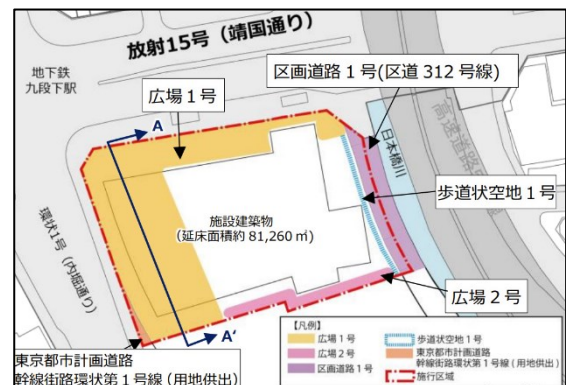 放射15号（靖国通り）
地下鉄
九段下駅
区画道路１号(区道 312 号線)
広場１号
A
日本橋川
高速道路
歩道状空地１号
施設建築物
（延床面積約 81,260 ㎡）
環状1号（内堀通り）
広場２号
A'
東京都市計画道路
幹線街路環状第１号線（用地供出）
【凡例】
広場１号
広場２号
区画道路１号
歩道状空地１号
東京都市計画道路
幹線街路環状第１号線（用地供出）
施行区域